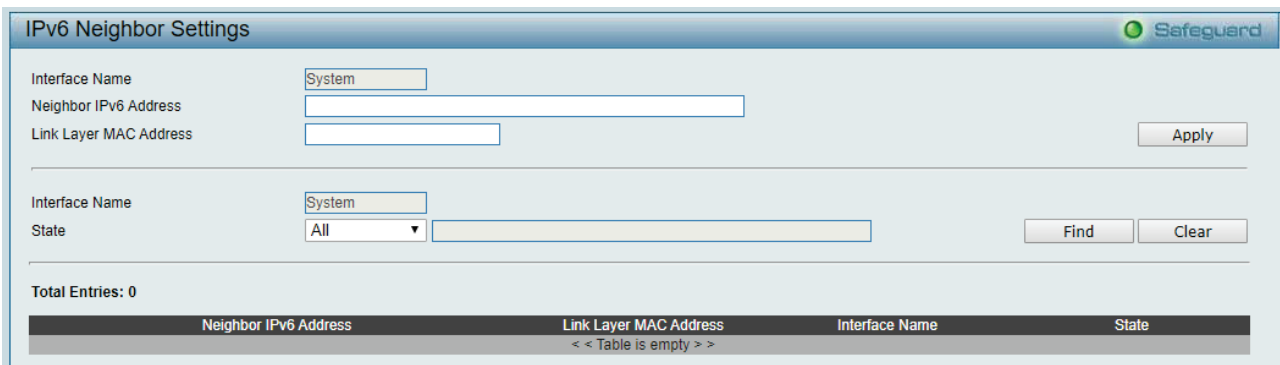 IPv6 Neighbor Settings
Safeguard
Interface Name System
Neighbor IPv6 Address
Link Layer MAC Address
Apply
Interface Name System
State All Find Clear
Total Entries: 0
Neighbor IPv6 Address Link Layer MAC Address Interface Name State
< < Table is empty > >